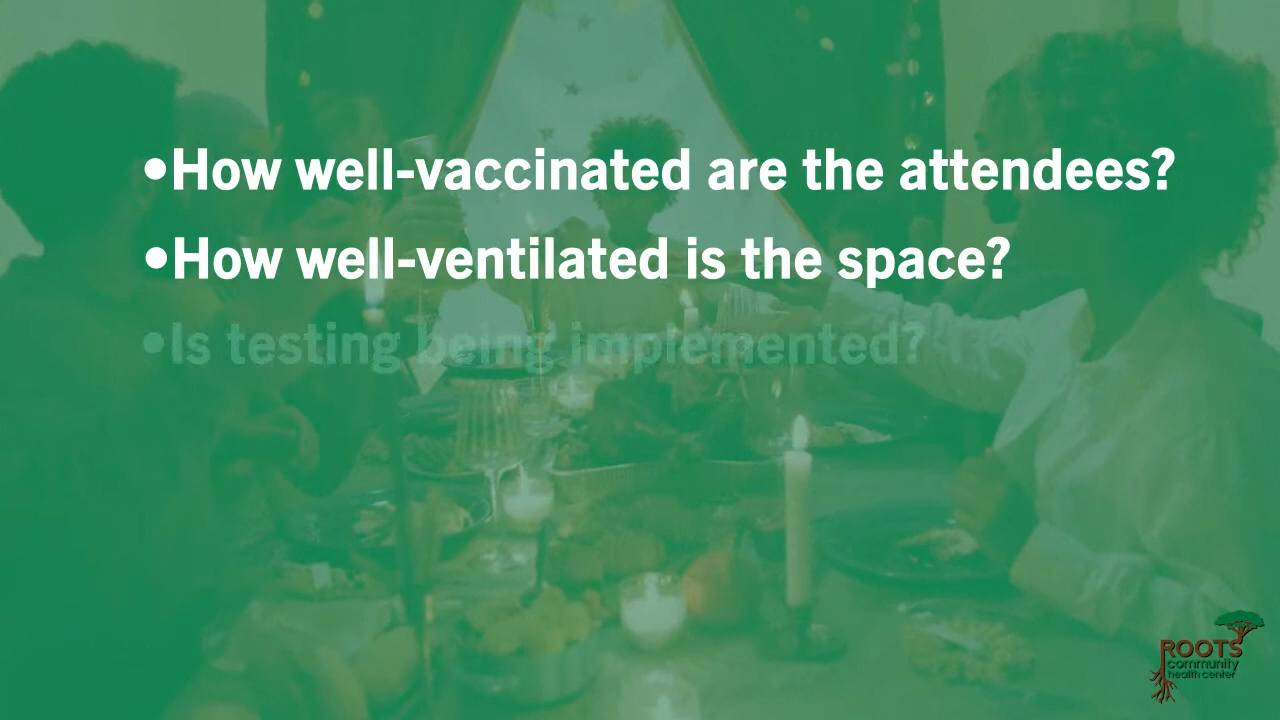 •How well-vaccinated are the attendees?
•How well-ventilated is the space?
•Is testing being implemented?
ROOTS
community
health center